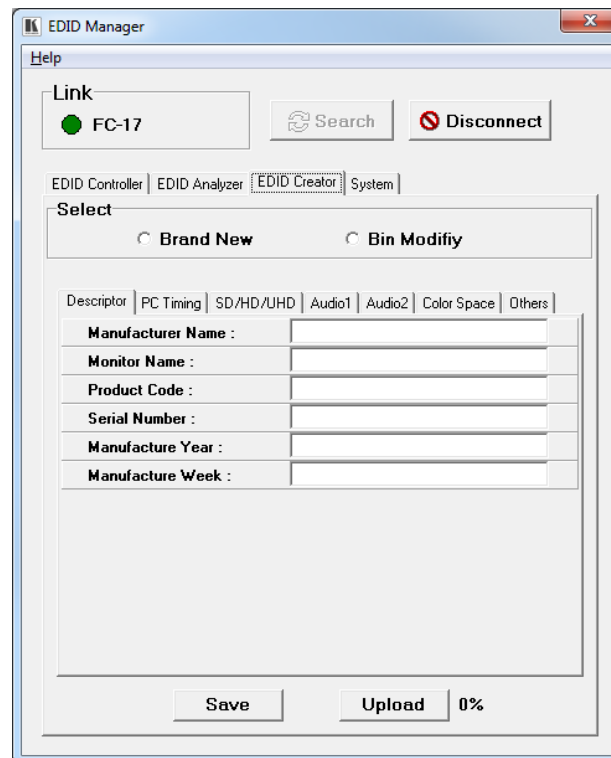 EDID Manager
Help
Link
FC-17
Search
Disconnect
EDID Controller EDID Analyzer EDID Creator System
Select
Brand New Bin Modifiy
Descriptor PC Timing SD/HD/UHD Audio1 Audio2 Color Space Others
Manufacturer Name :
Monitor Name :
Product Code :
Serial Number :
Manufacture Year :
Manufacture Week :
Save Upload 0%